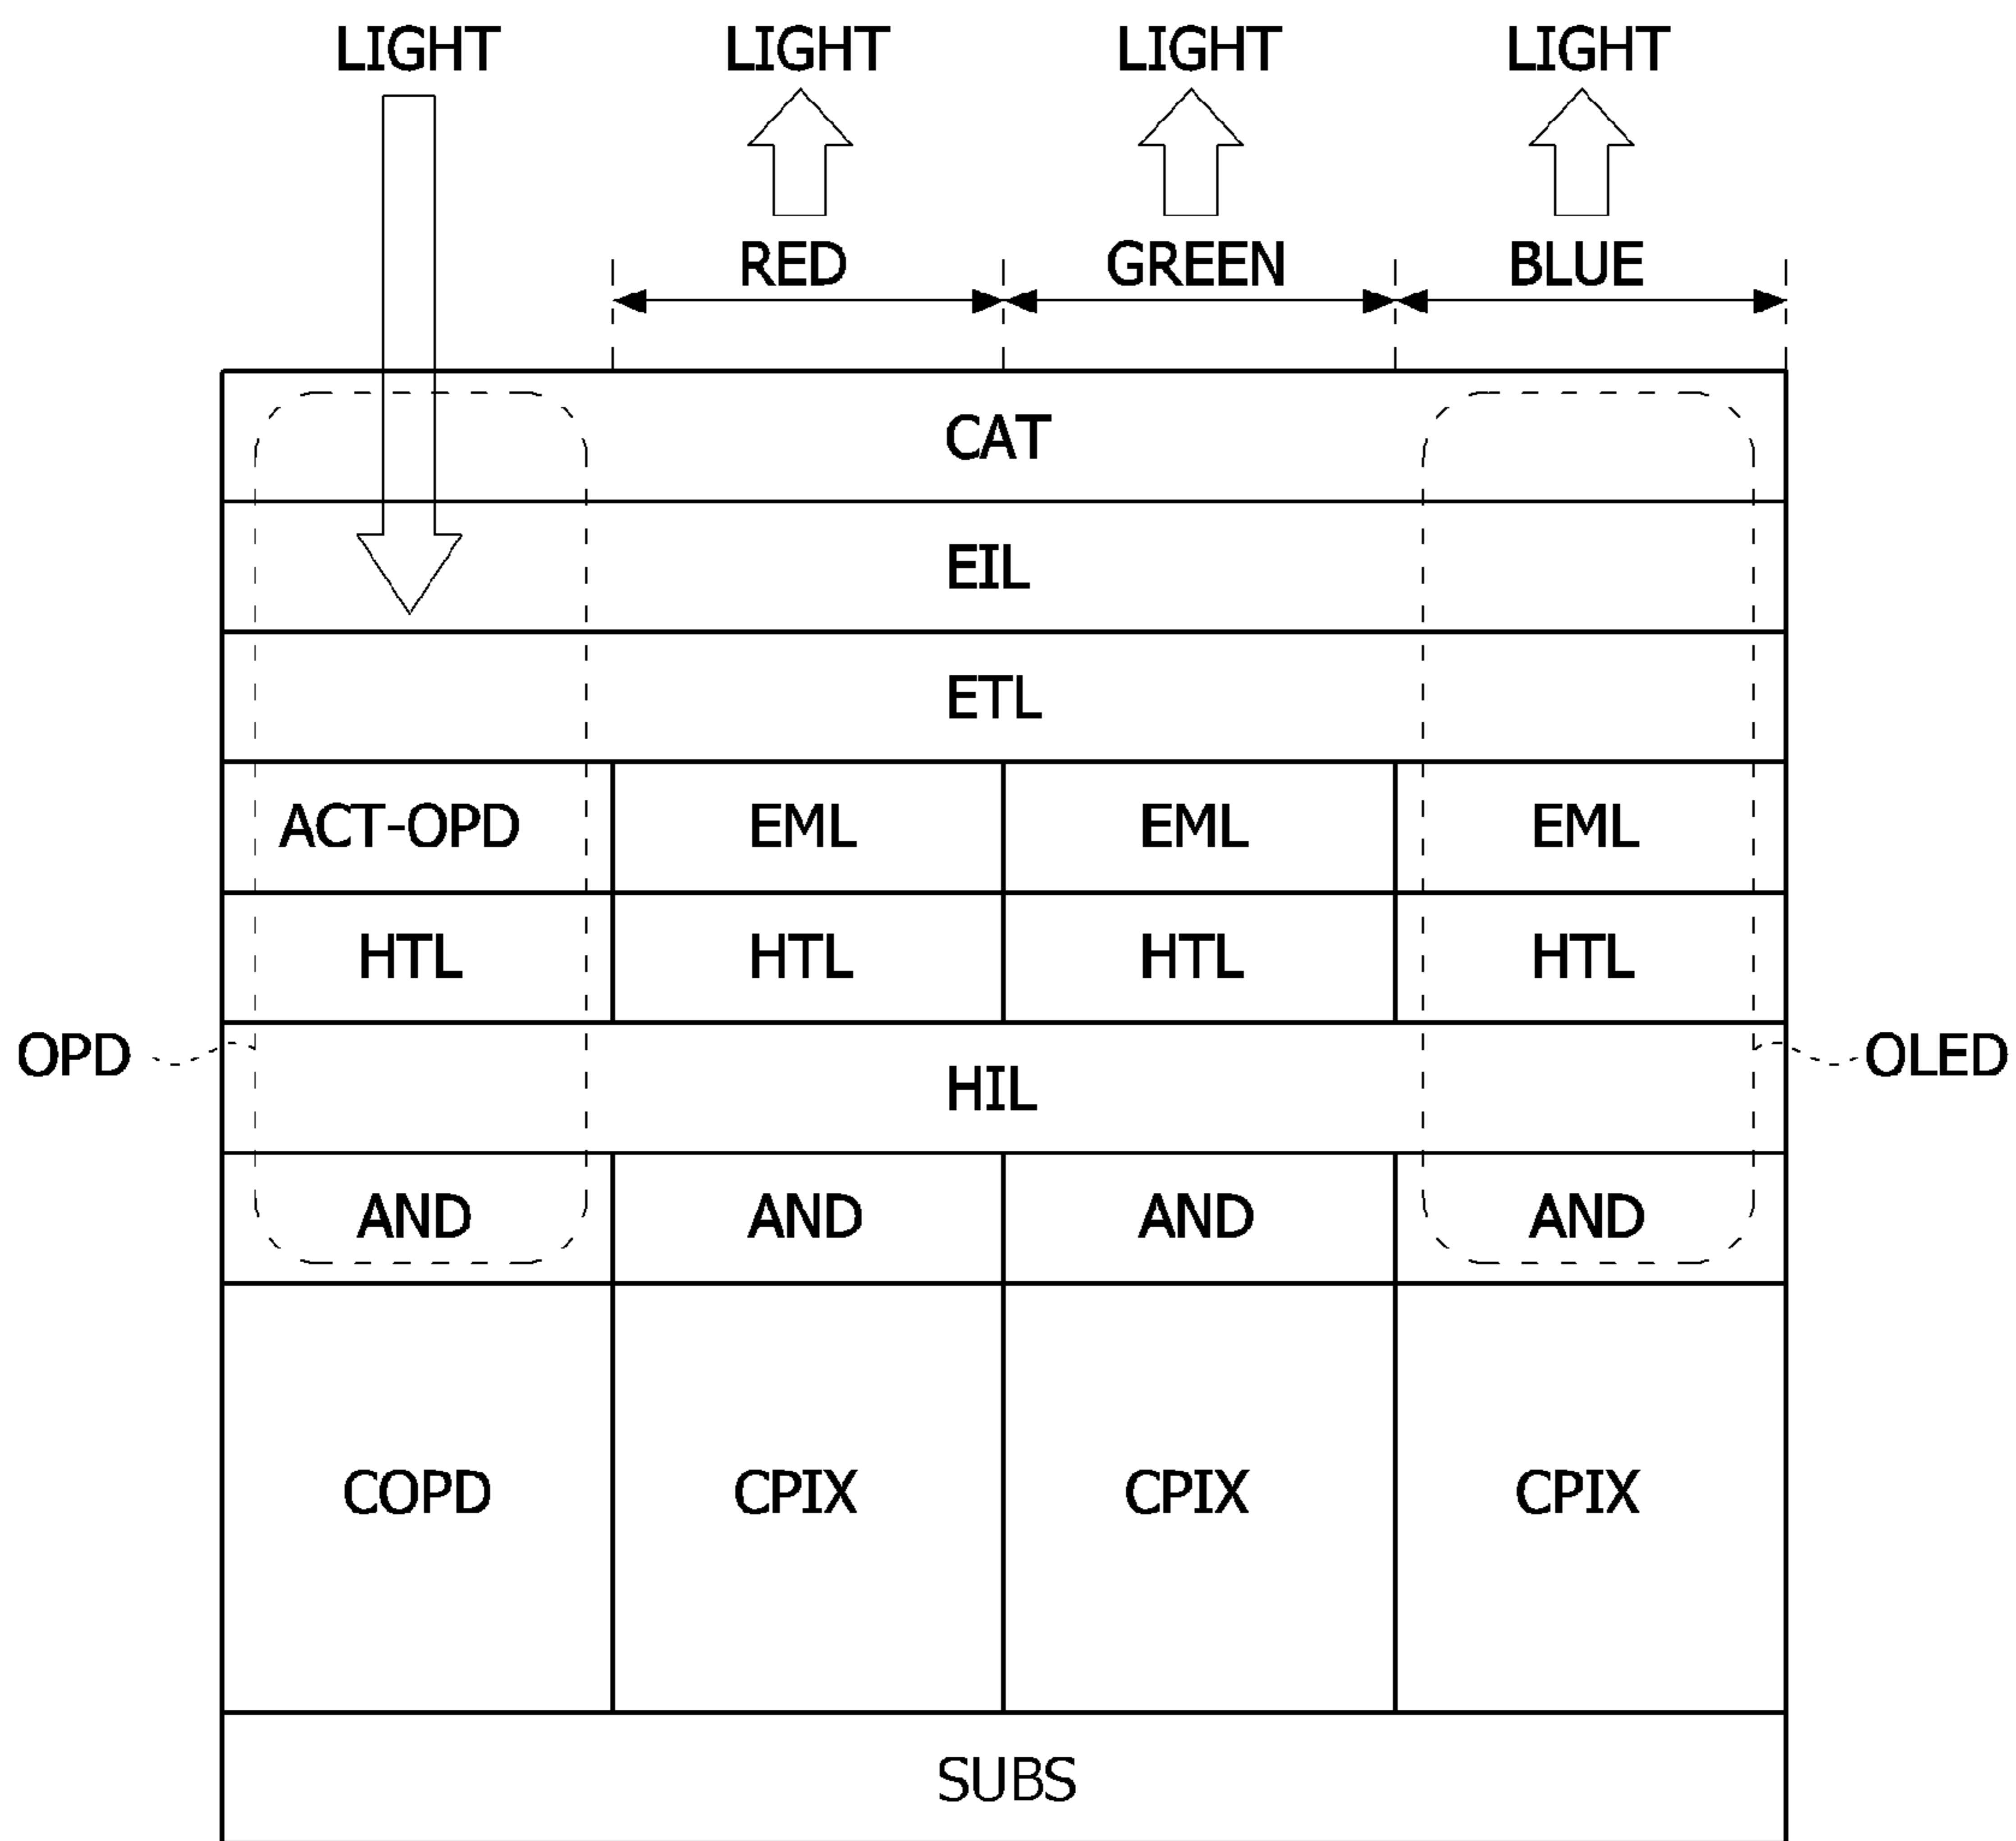 LIGHT LIGHT LIGHT LIGHT
RED GREEN BLUE
CAT
EIL
ETL
ACT-OPD EML EML EML
HTL HTL HTL HTL
OPD HIL OLED
AND AND AND AND
COPD CPIX CPIX CPIX
SUBS